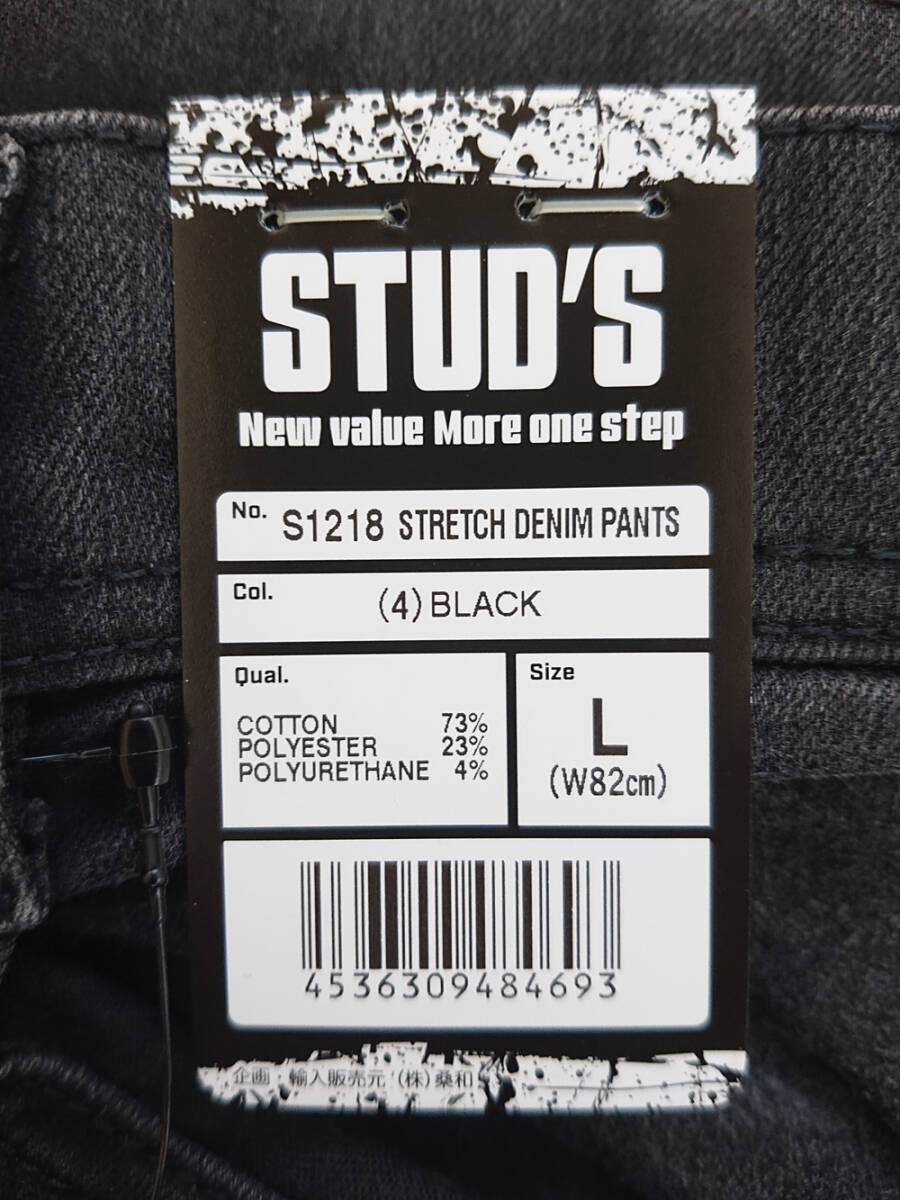 STUD'S
New value More one step
No. S1218 STRETCH DENIM PANTS
Col. (4) BLACK
Qual.
COTTON 73%
POLYESTER 23%
POLYURETHANE 4%
Size
L
(W82cm)
4536309484693
企画・輸入販売元 (株)桑和